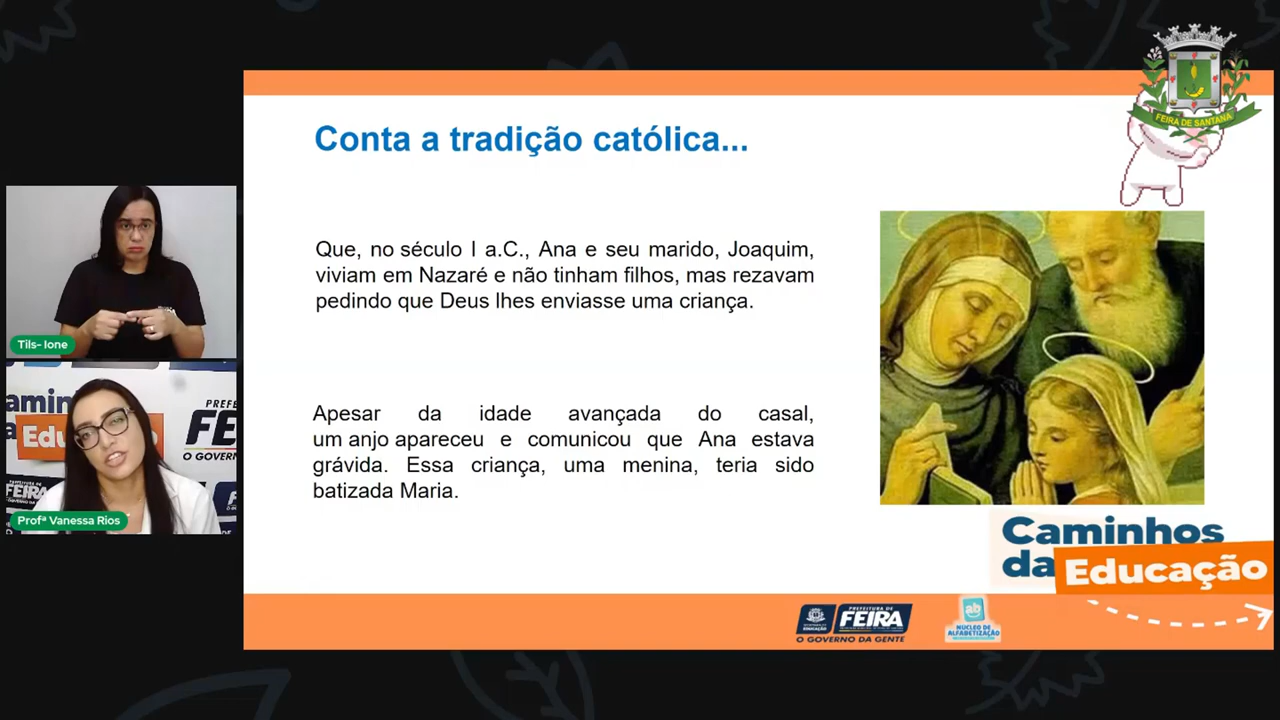 FEIRA DE SANTANA
Conta a tradição católica...
Que, no século I a.C., Ana e seu marido, Joaquim,
viviam em Nazaré e não tinham filhos, mas rezavam
pedindo que Deus lhes enviasse uma criança.
Apesar da idade avançada do casal,
um anjo apareceu e comunicou que Ana estava
grávida. Essa criança, uma menina, teria sido
batizada Maria.
Tils- Ione
Profª Vanessa Rios
Caminhos
da Educação
PREFEITURA DE
FEIRA
O GOVERNO DA GENTE
EDUCAÇÃO
ab
NÚCLEO DE
ALFABETIZAÇÃO